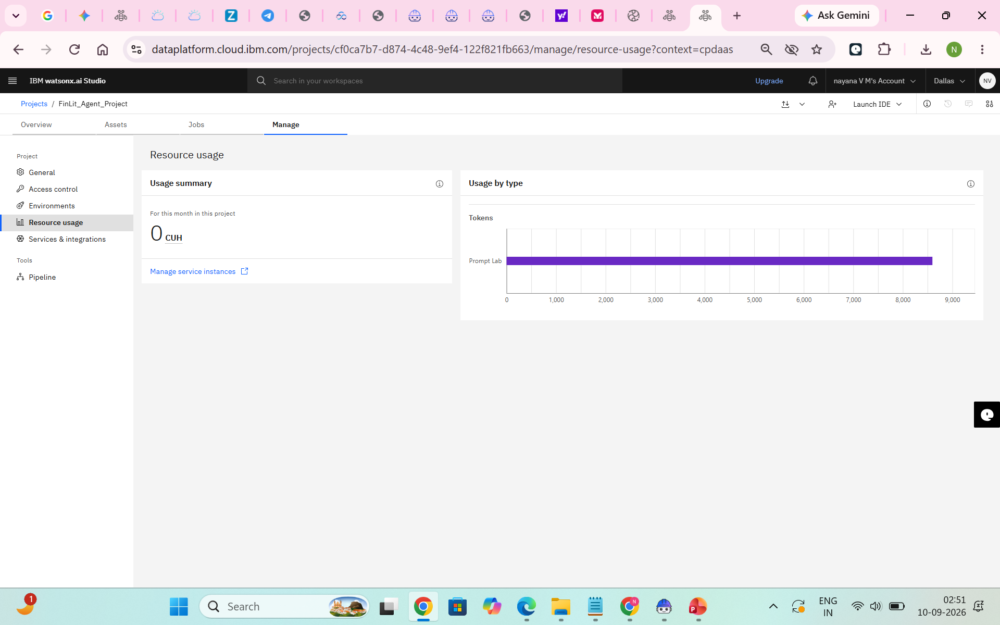 Ask Gemini
dataplatform.cloud.ibm.com/projects/cf0ca7b7-d874-4c48-9ef4-122f821fb663/manage/resource-usage?context=cpdaas
N
IBM watsonx.ai Studio
Search in your workspaces
Upgrade
nayana V M's Account
Dallas
NV
Projects / FinLit_Agent_Project
Launch IDE
Overview
Assets
Jobs
Manage
Project
General
Access control
Environments
Resource usage
Services & integrations
Tools
Pipeline
Resource usage
Usage summary
For this month in this project
0 CUH
Manage service instances
Usage by type
Tokens
Prompt Lab
0 1,000 2,000 3,000 4,000 5,000 6,000 7,000 8,000 9,000
1
Search
N
P
ENG
IN
02:51
10-09-2026